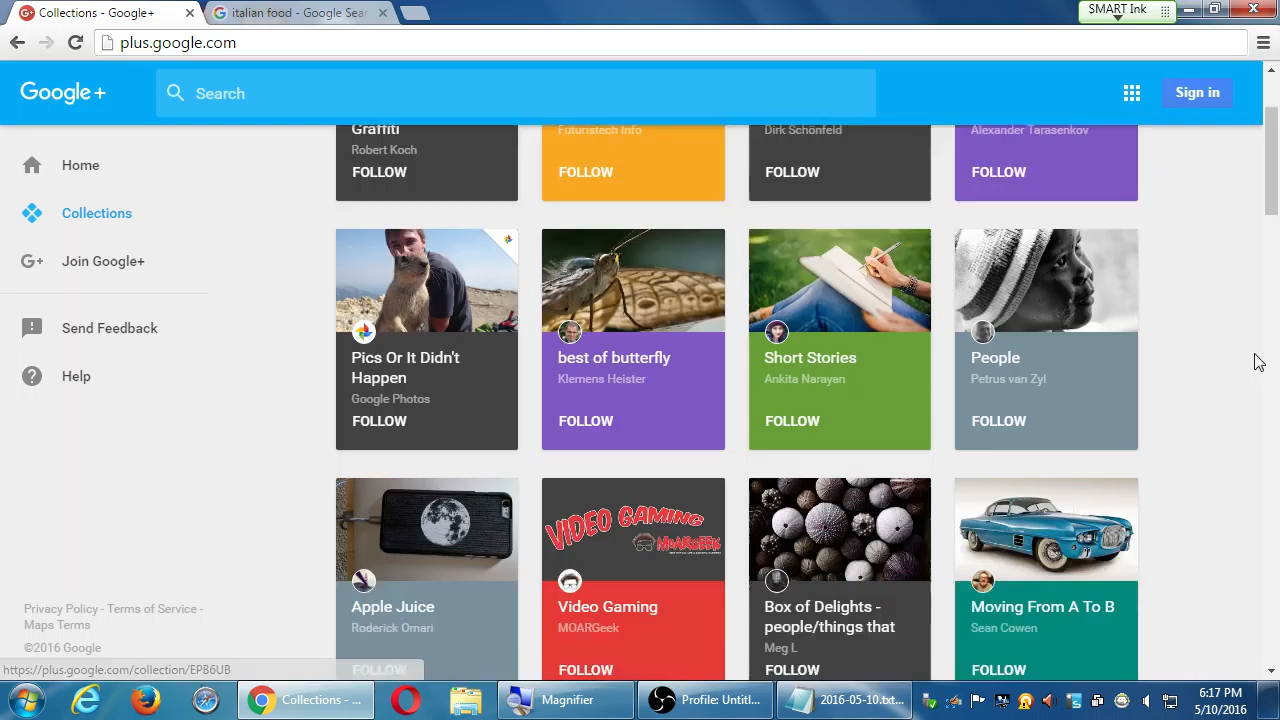 Collections - Google+
italian food - Google Sear
SMART Ink
plus.google.com
Google+
Search
Sign in
Graffiti
Robert Koch
FOLLOW
Futuristech Info
FOLLOW
Dirk Schönfeld
FOLLOW
Alexander Tarasenkov
FOLLOW
Home
Collections
Join Google+
Send Feedback
Help
Pics Or It Didn't
Happen
Google Photos
FOLLOW
best of butterfly
Klemens Heister
FOLLOW
Short Stories
Ankita Narayan
FOLLOW
People
Petrus van Zyl
FOLLOW
Apple Juice
Roderick Omari
FOLLOW
VIDEO GAMING
MOARGEEK
Video Gaming
MOARGeek
FOLLOW
Box of Delights -
people/things that
Meg L
FOLLOW
Moving From A To B
Sean Cowen
FOLLOW
Privacy Policy - Terms of Service -
Maps Terms
©2016 Google
https://plus.google.com/collection/EPB6UB
Collections - ...
Magnifier
Profile: Untitl...
2016-05-10.txt...
6:17 PM
5/10/2016